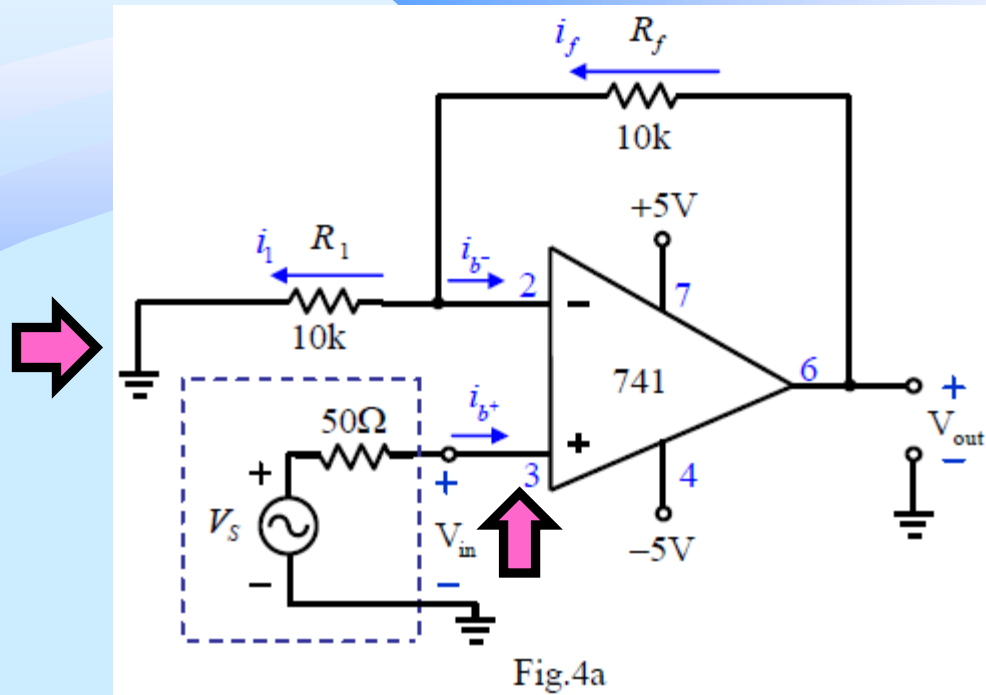 i_f R_f
10k
+5V
i_1 R_1
i_b⁻ 2 − 7
10k
741 6 +
50Ω i_b⁺ V_out
+ 3 + 4 −
+
V_S V_in −5V
− −
Fig.4a